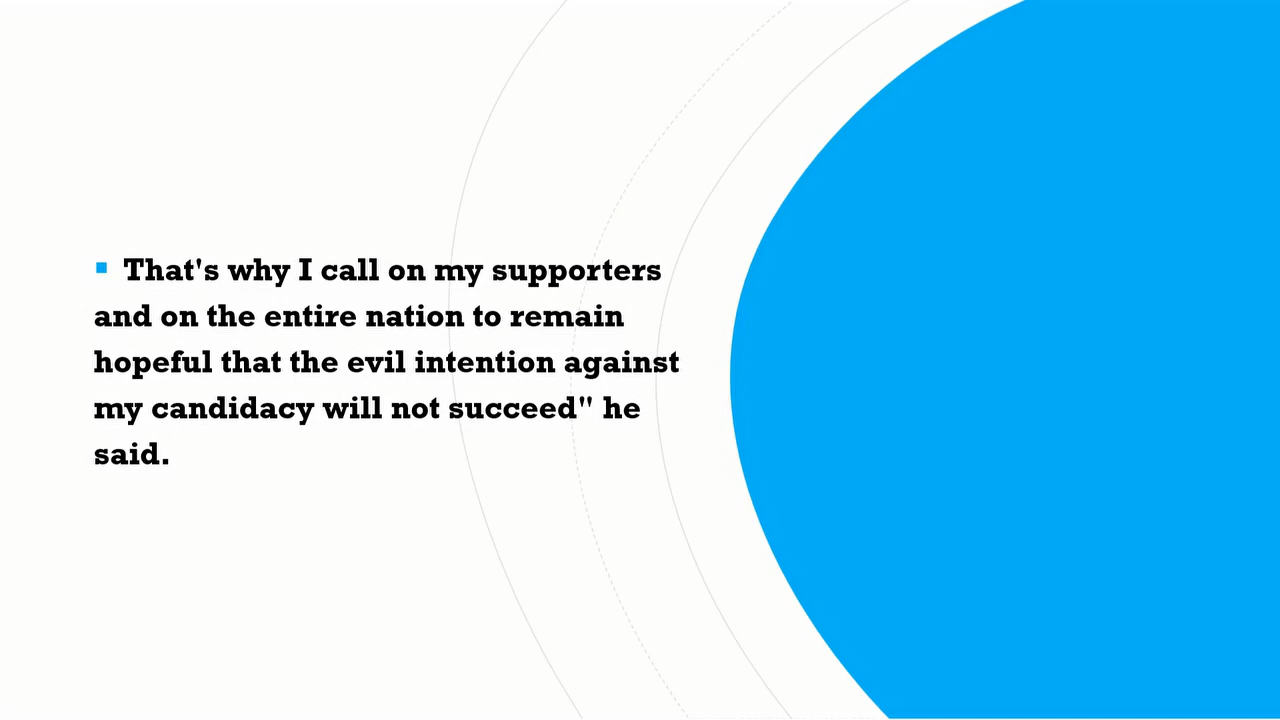 That's why I call on my supporters
and on the entire nation to remain
hopeful that the evil intention against
my candidacy will not succeed" he
said.